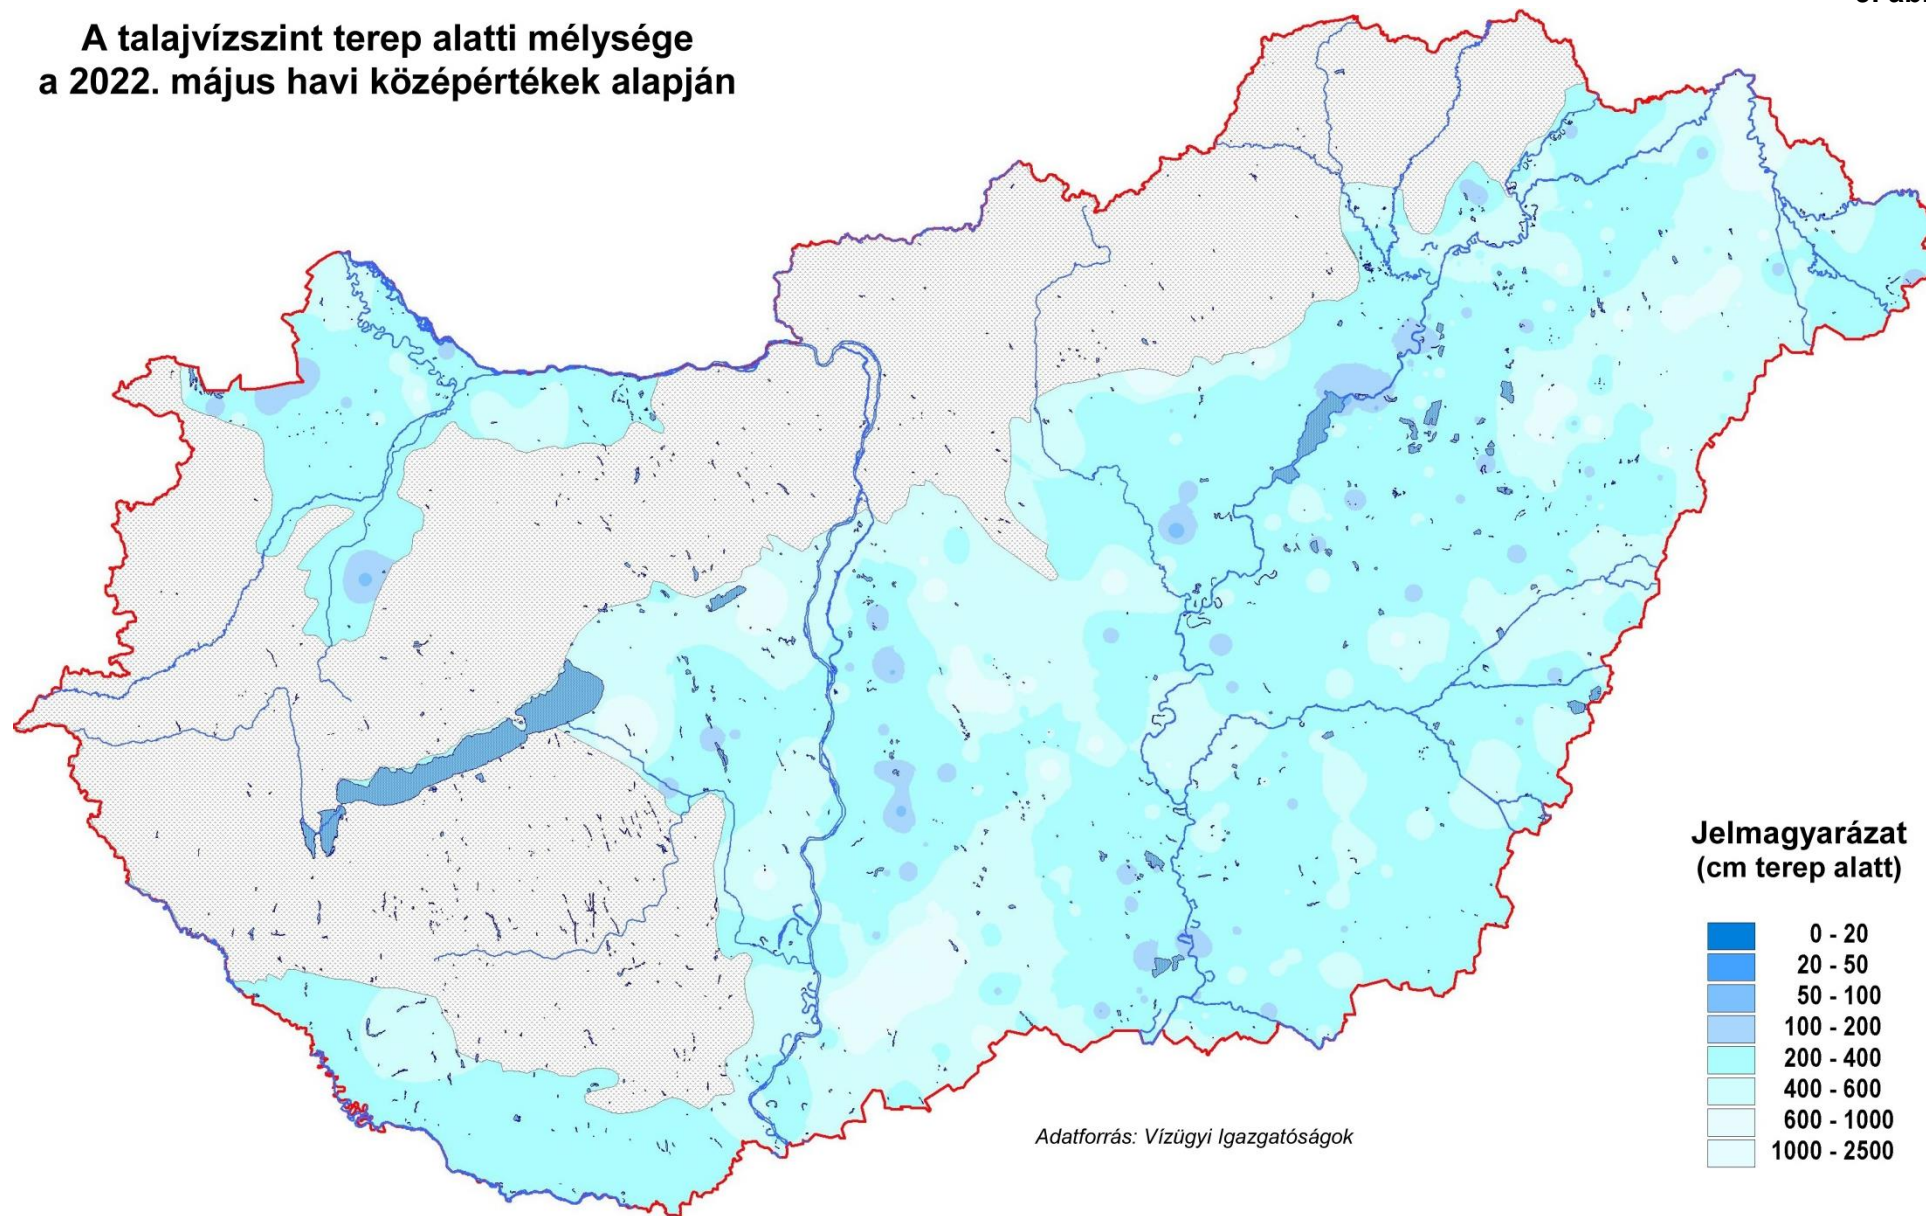 A talajvízszint terep alatti mélysége
a 2022. május havi középértékek alapján
Jelmagyarázat
(cm terep alatt)
0 - 20
20 - 50
50 - 100
100 - 200
200 - 400
400 - 600
600 - 1000
1000 - 2500
Adatforrás: Vízügyi Igazgatóságok